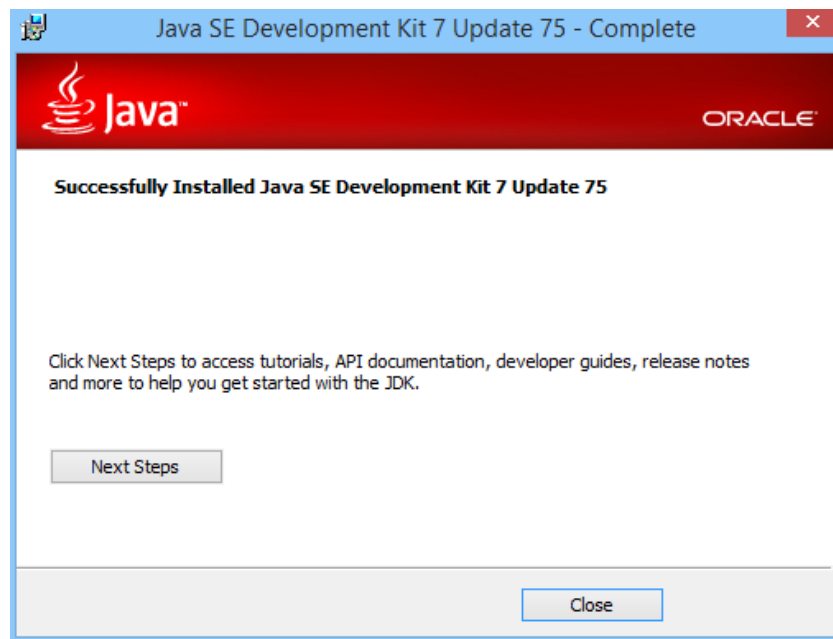 Java SE Development Kit 7 Update 75 - Complete
Java™
ORACLE
Successfully Installed Java SE Development Kit 7 Update 75
Click Next Steps to access tutorials, API documentation, developer guides, release notes
and more to help you get started with the JDK.
Next Steps
Close